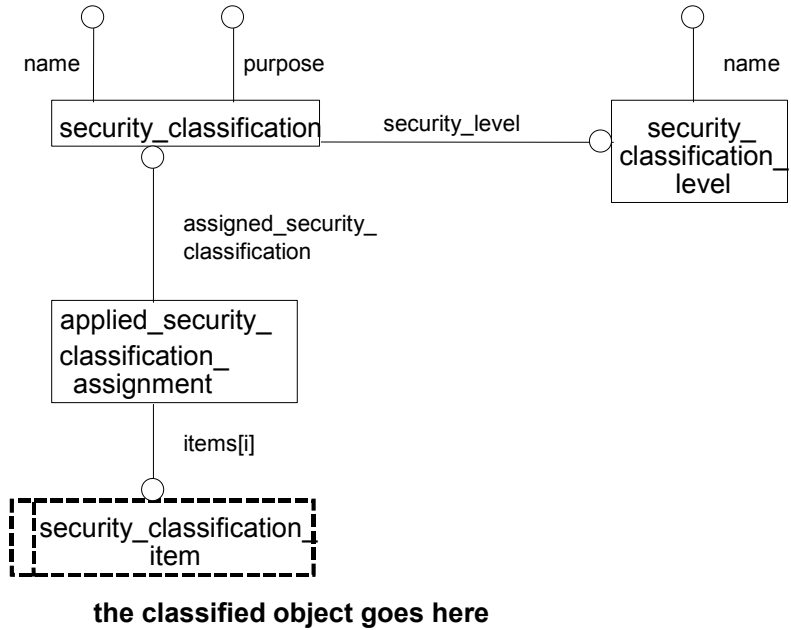 name
purpose
name
security_classification
security_level
security_
classification_
level
assigned_security_
classification
applied_security_
classification_
assignment
items[i]
security_classification_
item
the classified object goes here